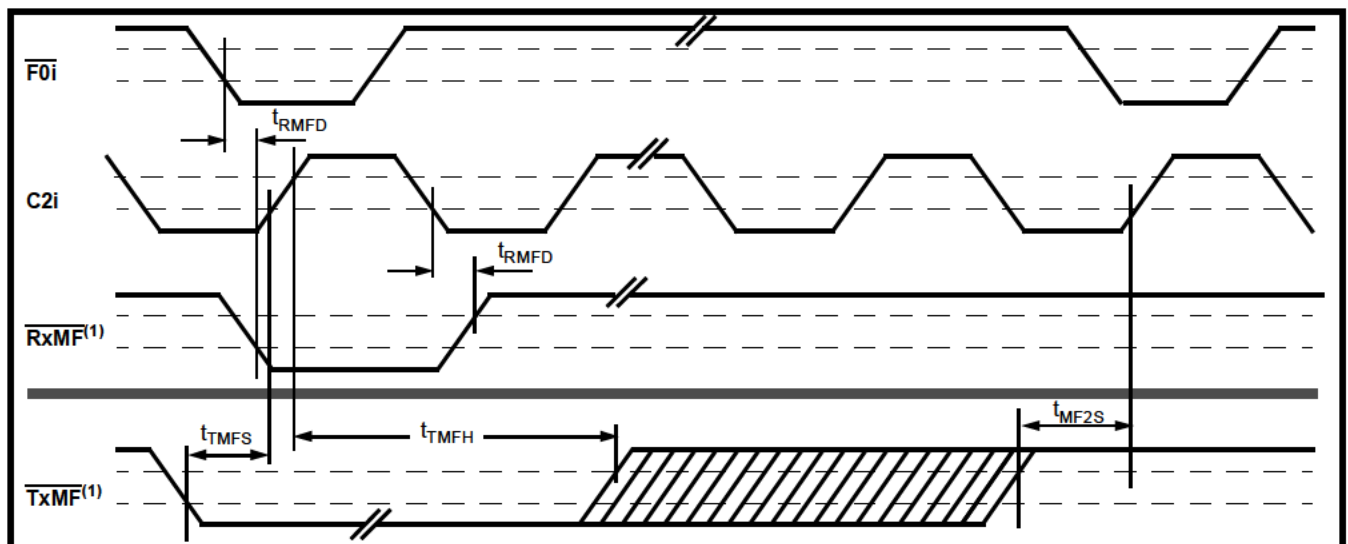 F0i
tRMFD
C2i
tRMFD
RxMF(1)
tTMFS
tTMFH
tMF2S
TxMF(1)